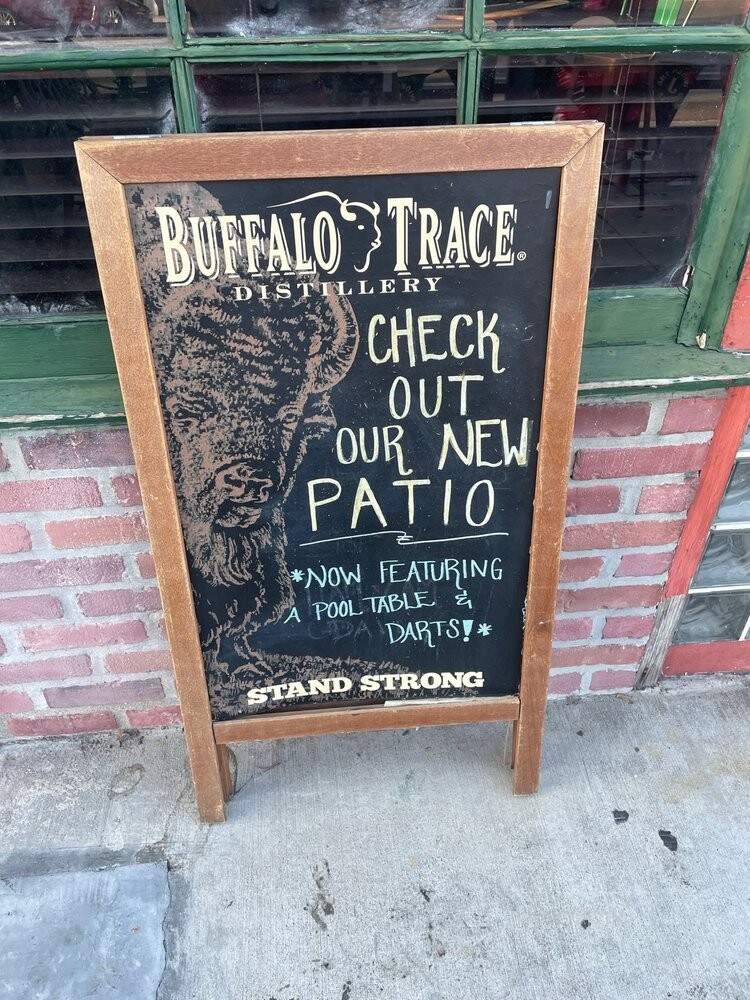 BUFFALO TRACE®
DISTILLERY
CHECK
OUT
OUR NEW
PATIO
*NOW FEATURING
A POOL TABLE &
DARTS!*
STAND STRONG